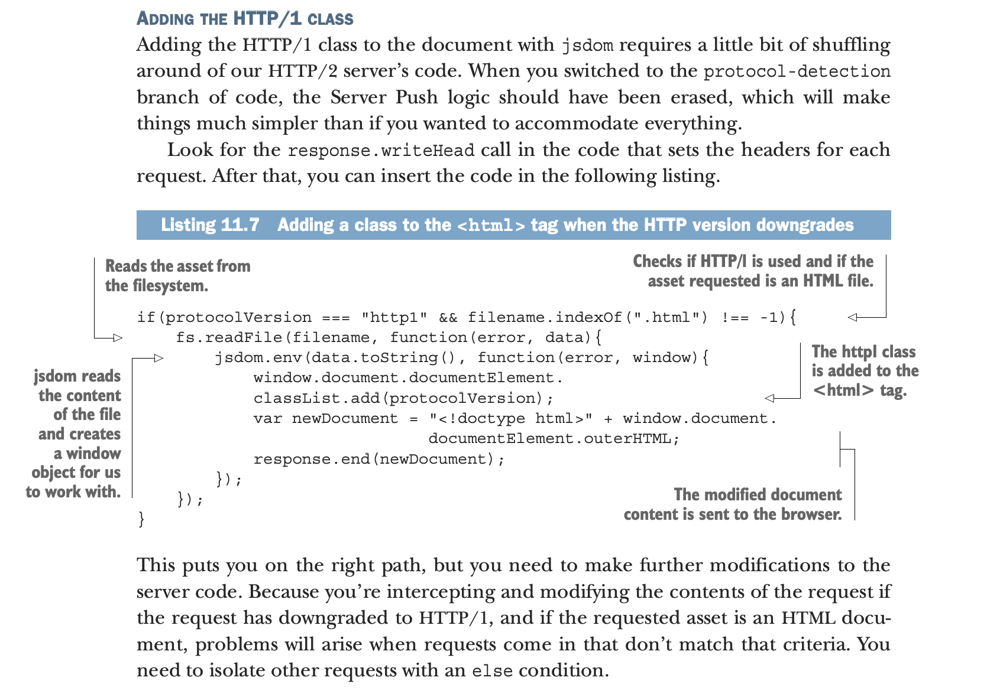 ADDING THE HTTP/1 CLASS
Adding the HTTP/1 class to the document with jsdom requires a little bit of shuffling
around of our HTTP/2 server’s code. When you switched to the protocol-detection
branch of code, the Server Push logic should have been erased, which will make
things much simpler than if you wanted to accommodate everything.
Look for the response.writeHead call in the code that sets the headers for each
request. After that, you can insert the code in the following listing.
Listing 11.7 Adding a class to the <html> tag when the HTTP version downgrades
Reads the asset from
the filesystem.
Checks if HTTP/1 is used and if the
asset requested is an HTML file.
if(protocolVersion === "http1" && filename.indexOf(".html") !== -1){
    fs.readFile(filename, function(error, data){
        jsdom.env(data.toString(), function(error, window){
            window.document.documentElement.
            classList.add(protocolVersion);
            var newDocument = "<!doctype html>" + window.document.
                              documentElement.outerHTML;
            response.end(newDocument);
        });
    });
}
jsdom reads
the content
of the file
and creates
a window
object for us
to work with.
The http1 class
is added to the
<html> tag.
The modified document
content is sent to the browser.
This puts you on the right path, but you need to make further modifications to the
server code. Because you’re intercepting and modifying the contents of the request if
the request has downgraded to HTTP/1, and if the requested asset is an HTML docu-
ment, problems will arise when requests come in that don’t match that criteria. You
need to isolate other requests with an else condition.